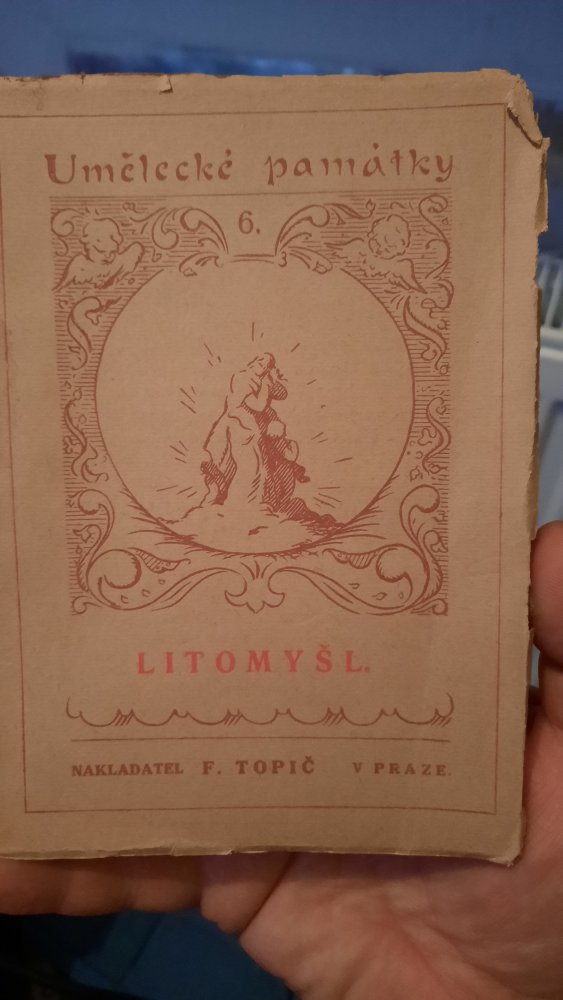 Umělecké památky
6.
LITOMYŠL.
NAKLADATEL F. TOPIČ V PRAZE.